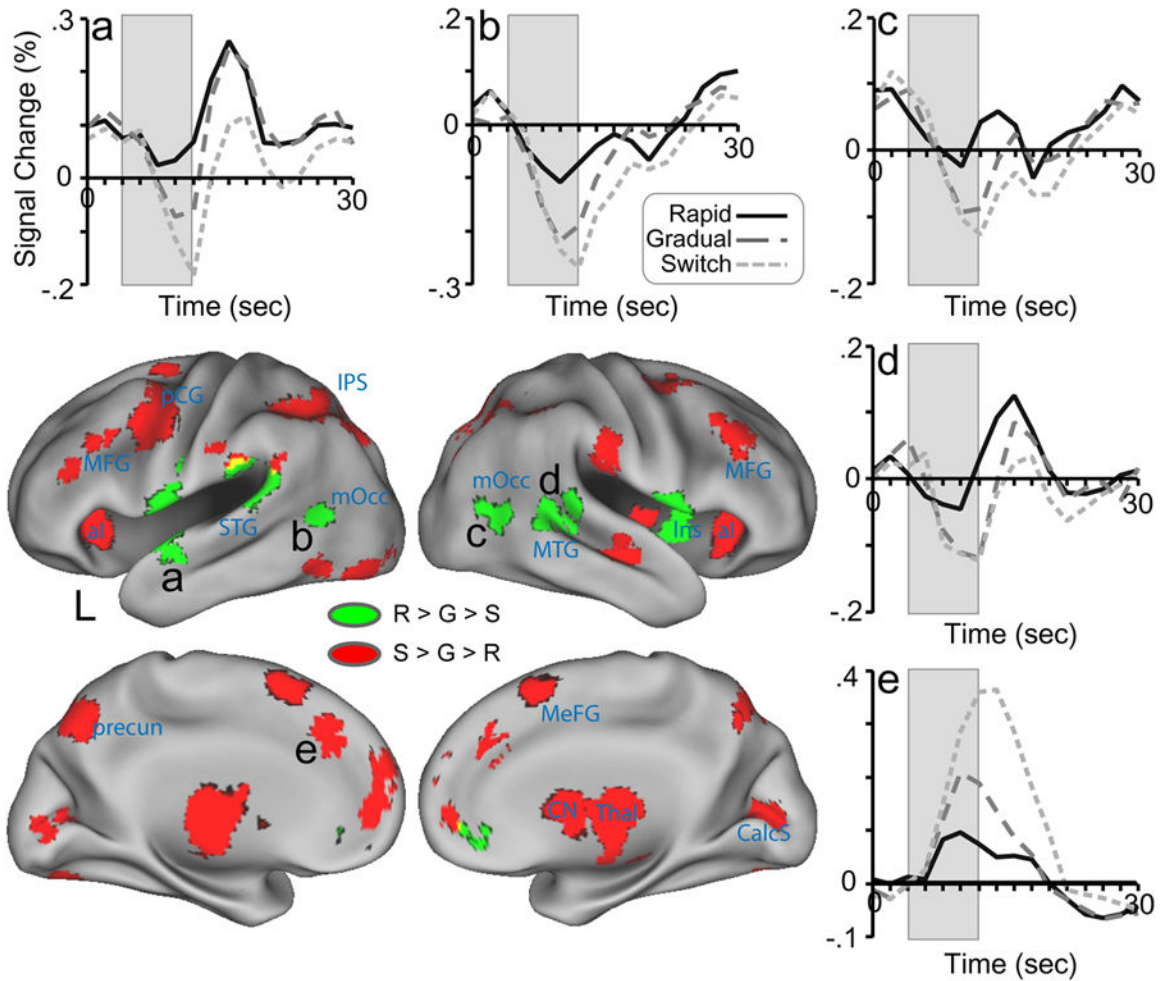 a
.3
0
-.2
0
30
Signal Change (%)
Time (sec)
b
.2
0
-.3
30
Time (sec)
Rapid
Gradual
Switch
c
.2
0
-.2
0
30
Time (sec)
d
.2
0
-.2
0
30
Time (sec)
e
.4
0
-.1
0
30
Time (sec)
pCG
IPS
MFG
mOcc
aI
STG
b
a
L
MFG
mOcc
d
c
MTG
Ins
aI
R > G > S
S > G > R
precun
e
MeFG
CN
Thal
CalcS